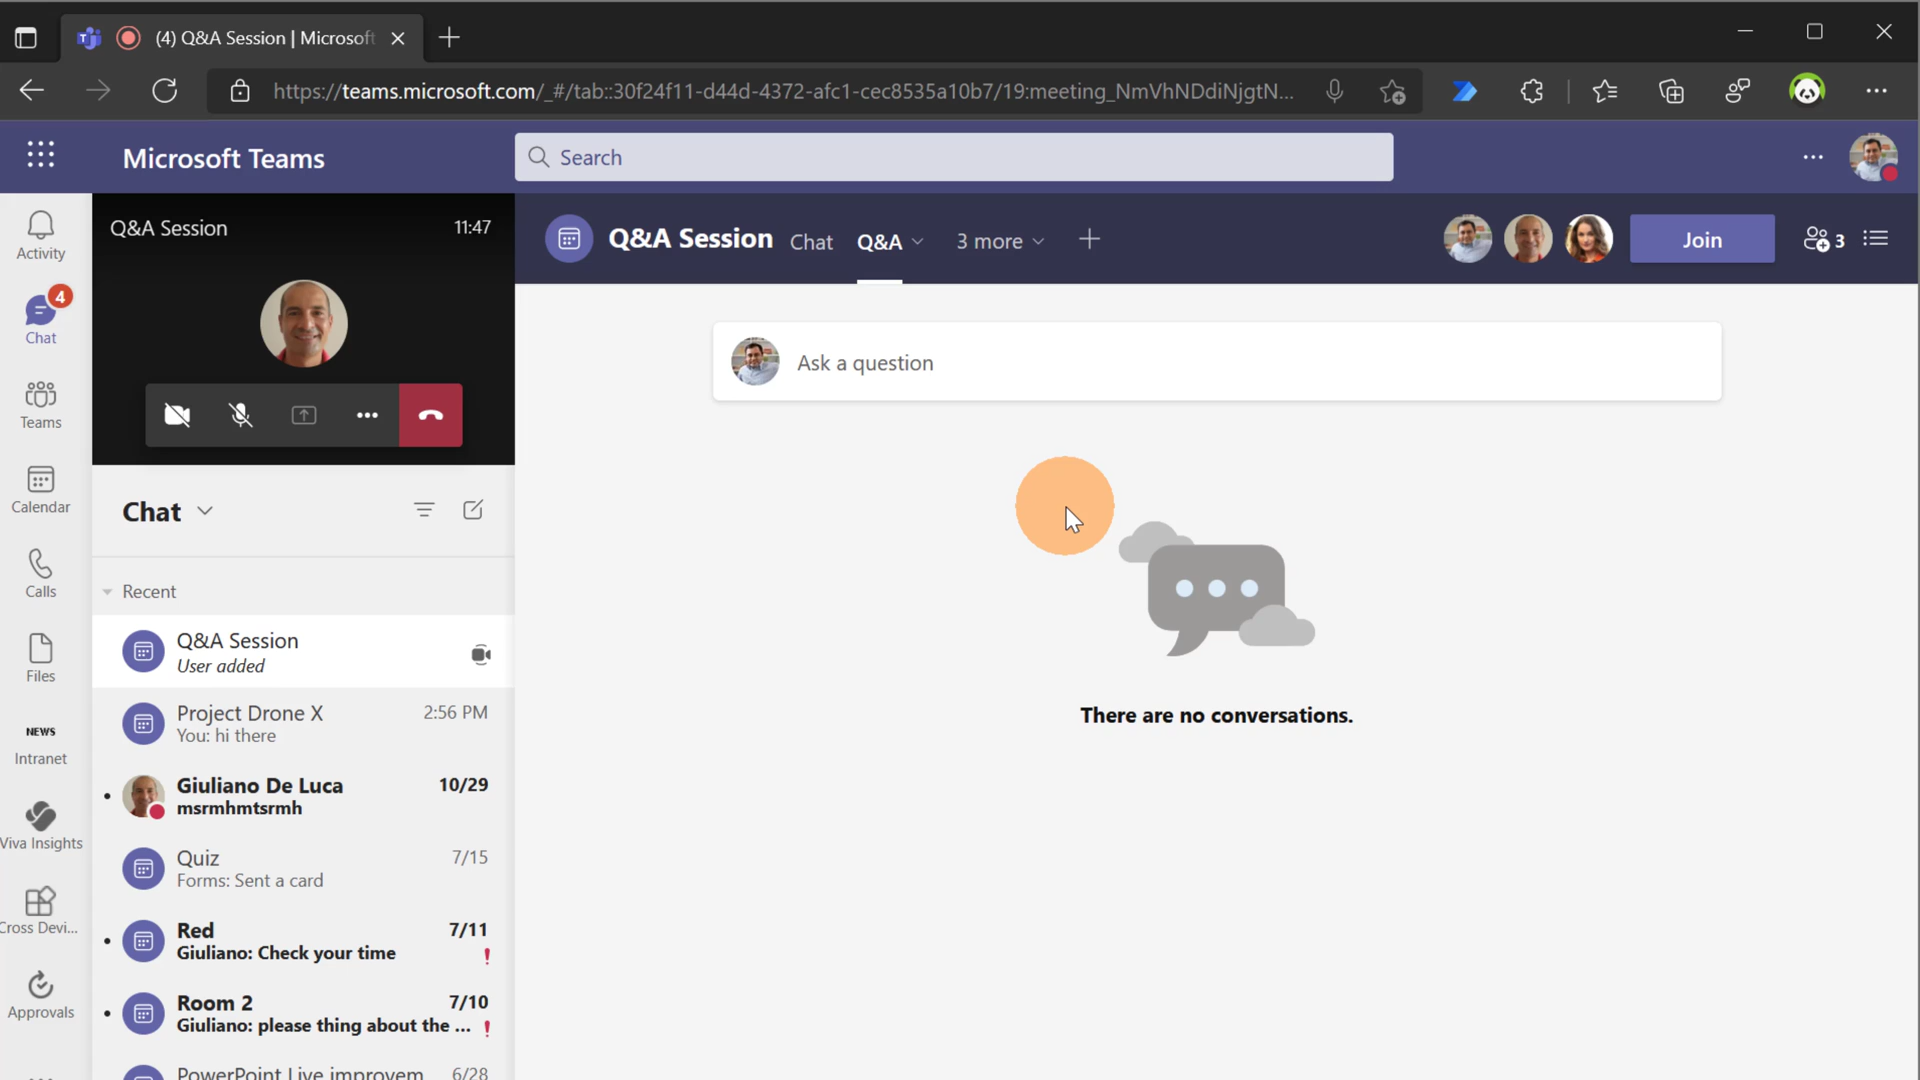 (4) Q&A Session | Microsoft
https://teams.microsoft.com/_#/tab::30f24f11-d44d-4372-afc1-cec8535a10b7/19:meeting_NmVhNDdiNjgtN...
Microsoft Teams
Search
Activity
4
Chat
Teams
Calendar
Calls
Files
NEWS
Intranet
Viva Insights
Cross Devi...
Approvals
Q&A Session
11:47
Chat
Recent
Q&A Session
User added
Project Drone X
2:56 PM
You: hi there
Giuliano De Luca
10/29
msrmhmtsrmh
Quiz
7/15
Forms: Sent a card
Red
7/11
Giuliano: Check your time
!
Room 2
7/10
Giuliano: please thing about the ...
!
PowerPoint Live improvem
6/28
Q&A Session
Chat
Q&A
3 more
Join
3
Ask a question
There are no conversations.